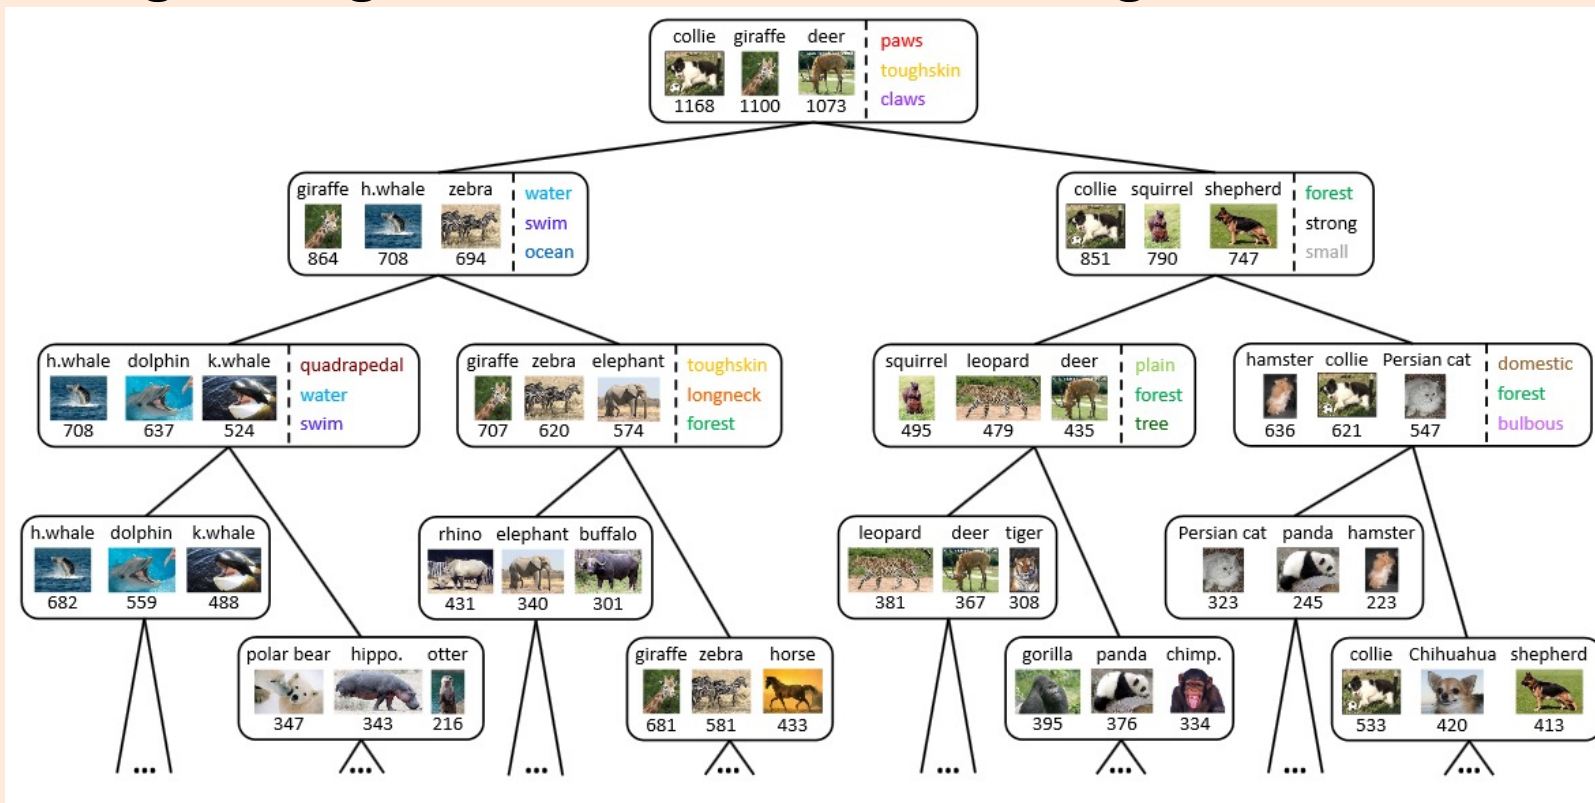 collie giraffe deer
paws
toughskin
claws
1168 1100 1073
giraffe h.whale zebra
water
swim
ocean
864 708 694
collie squirrel shepherd
forest
strong
small
851 790 747
h.whale dolphin k.whale
quadrapedal
water
swim
708 637 524
giraffe zebra elephant
toughskin
longneck
forest
707 620 574
squirrel leopard deer
plain
forest
tree
495 479 435
hamster collie Persian cat
domestic
forest
bulbous
636 621 547
h.whale dolphin k.whale
682 559 488
rhino elephant buffalo
431 340 301
leopard deer tiger
381 367 308
Persian cat panda hamster
323 245 223
polar bear hippo. otter
347 343 216
giraffe zebra horse
681 581 433
gorilla panda chimp.
395 376 334
collie Chihuahua shepherd
533 420 413
... ... ... ... ... ... ... ...